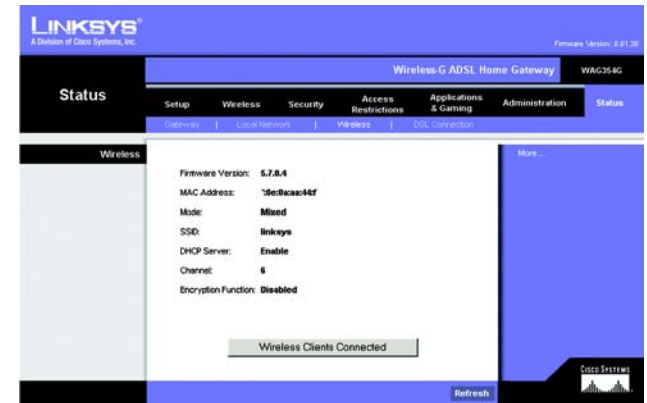 LINKSYS®
A Division of Cisco Systems, Inc.
Firmware Version: 0.01.30
Wireless-G ADSL Home Gateway WAG354G
Status
Setup Wireless Security Access Restrictions Applications & Gaming Administration Status
Gateway | Local Network | Wireless | DSL Connection
Wireless
More...
Firmware Version: 5.7.0.4
MAC Address:
Mode: Mixed
SSID: linksys
DHCP Server: Enable
Channel: 6
Encryption Function: Disabled
Wireless Clients Connected
CISCO SYSTEMS
Refresh